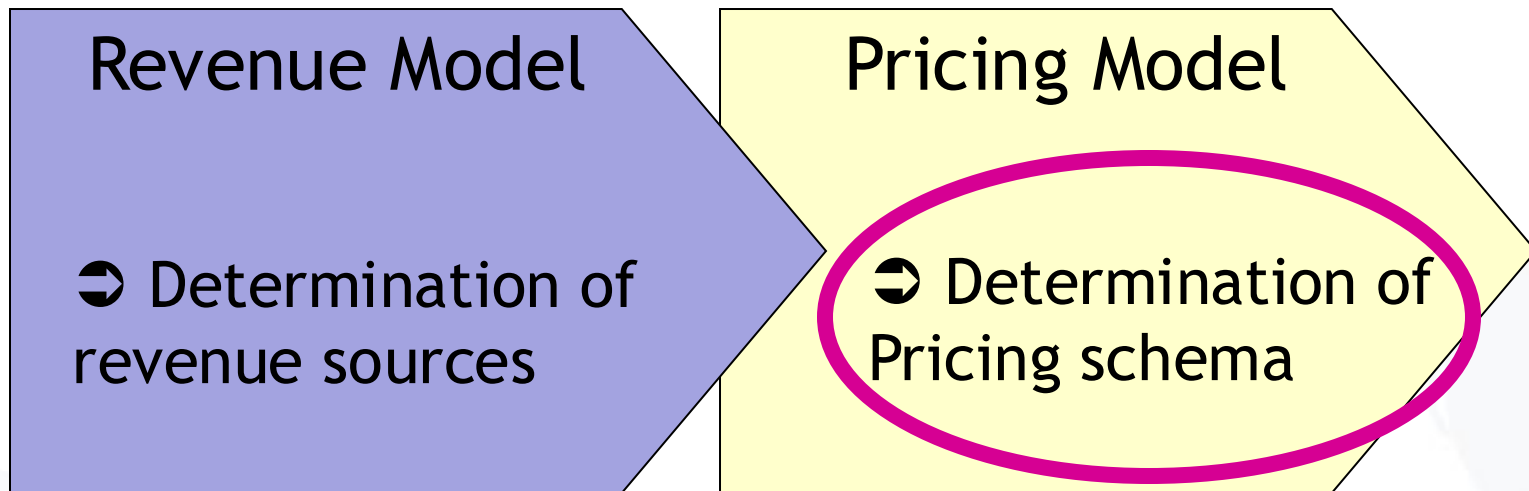 Revenue Model
➲ Determination of
revenue sources
Pricing Model
➲ Determination of
Pricing schema